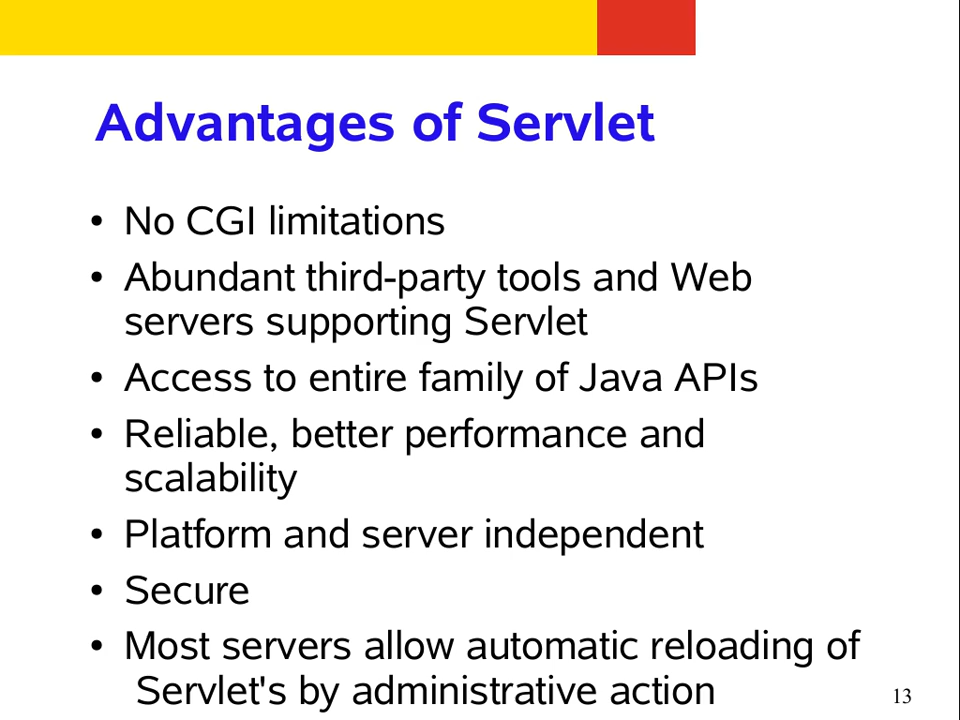 Advantages of Servlet
• No CGI limitations
• Abundant third-party tools and Web
servers supporting Servlet
• Access to entire family of Java APIs
• Reliable, better performance and
scalability
• Platform and server independent
• Secure
• Most servers allow automatic reloading of
Servlet's by administrative action
13